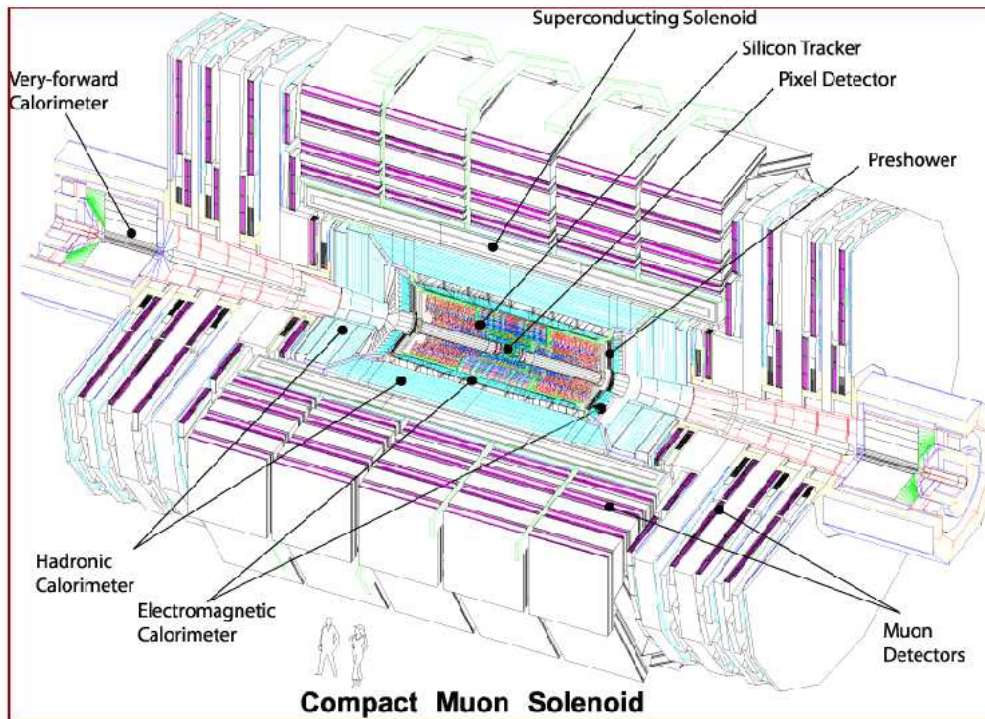 Superconducting Solenoid
Silicon Tracker
Pixel Detector
Very-forward
Calorimeter
Preshower
Hadronic
Calorimeter
Electromagnetic
Calorimeter
Muon
Detectors
Compact Muon Solenoid